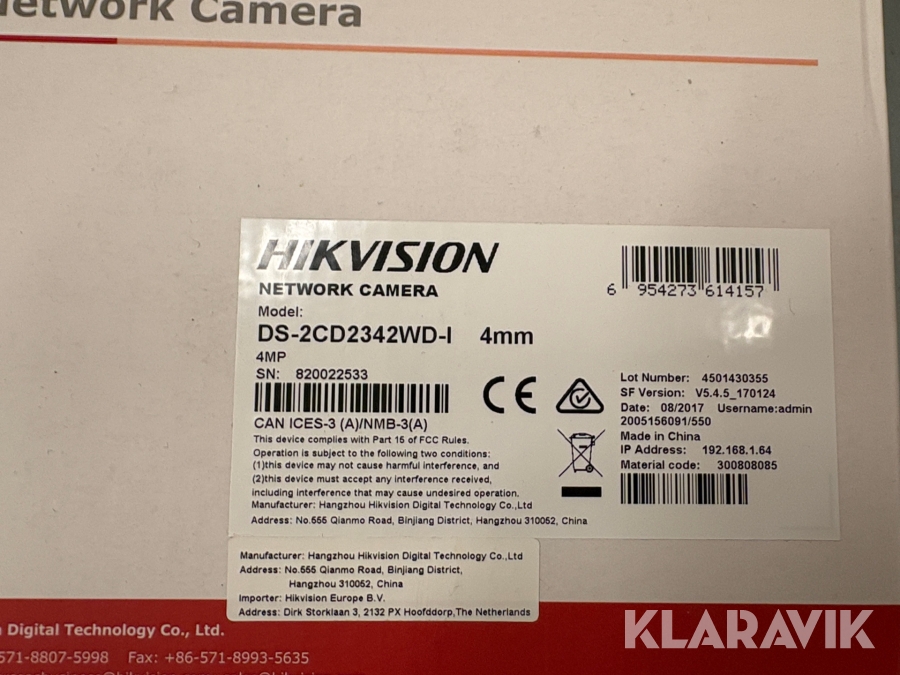 Network Camera
HIKVISION
NETWORK CAMERA
Model:
DS-2CD2342WD-I 4mm
4MP
SN: 820022533
CAN ICES-3 (A)/NMB-3(A)
This device complies with Part 15 of FCC Rules.
Operation is subject to the following two conditions:
(1)this device may not cause harmful interference, and
(2)this device must accept any interference received,
including interference that may cause undesired operation.
Manufacturer: Hangzhou Hikvision Digital Technology Co.,Ltd
Address: No.555 Qianmo Road, Binjiang District, Hangzhou 310052, China
CE
6 954273 614157
Lot Number: 4501430355
SF Version: V5.4.5_170124
Date: 08/2017 Username:admin
2005156091/550
Made in China
IP Address: 192.168.1.64
Material code: 300808085
Manufacturer: Hangzhou Hikvision Digital Technology Co.,Ltd
Address: No.555 Qianmo Road, Binjiang District,
Hangzhou 310052, China
Importer: Hikvision Europe B.V.
Address: Dirk Storklaan 3, 2132 PX Hoofddorp,The Netherlands
Digital Technology Co., Ltd.
571-8807-5998 Fax: +86-571-8993-5635
KLARAVIK